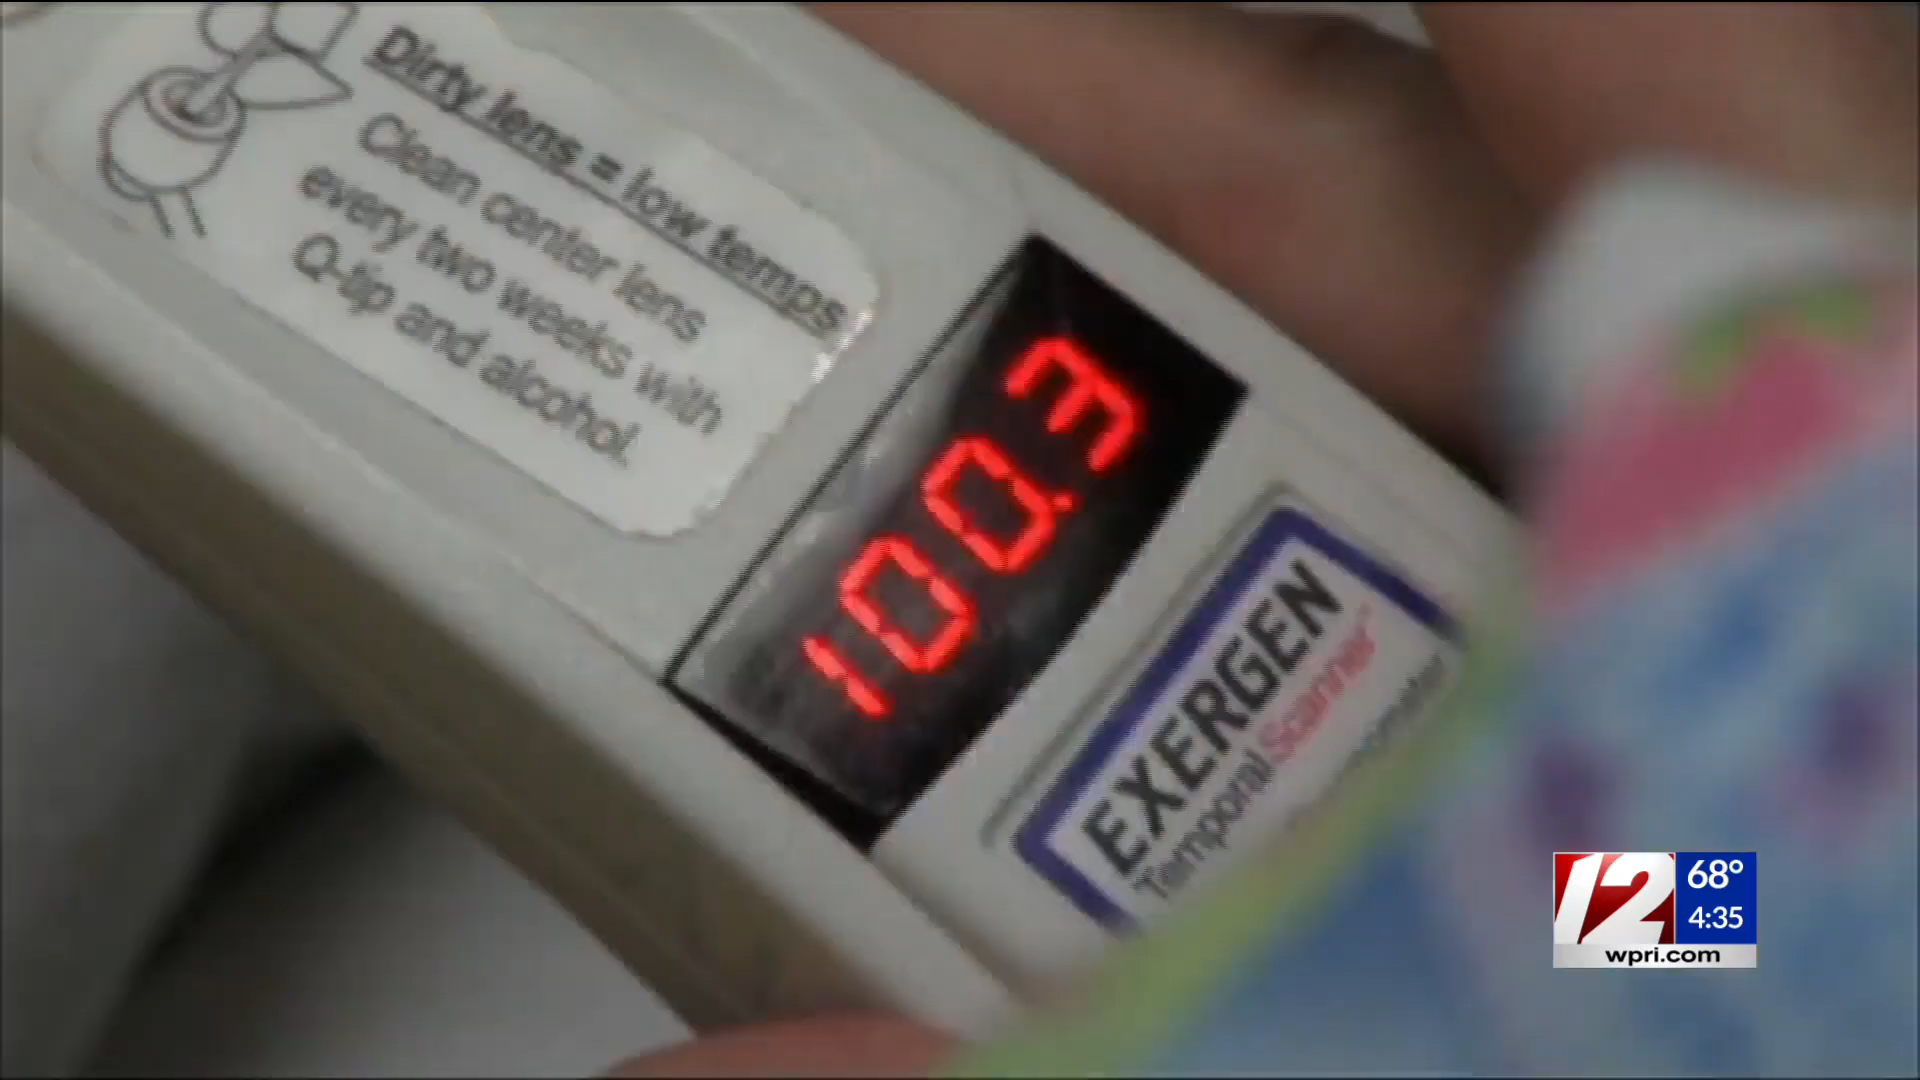 Dirty lens = low temps
Clean center lens
every two weeks with
Q-tip and alcohol.
100.3
EXERGEN
Temporal Scanner
12
68°
4:35
wpri.com